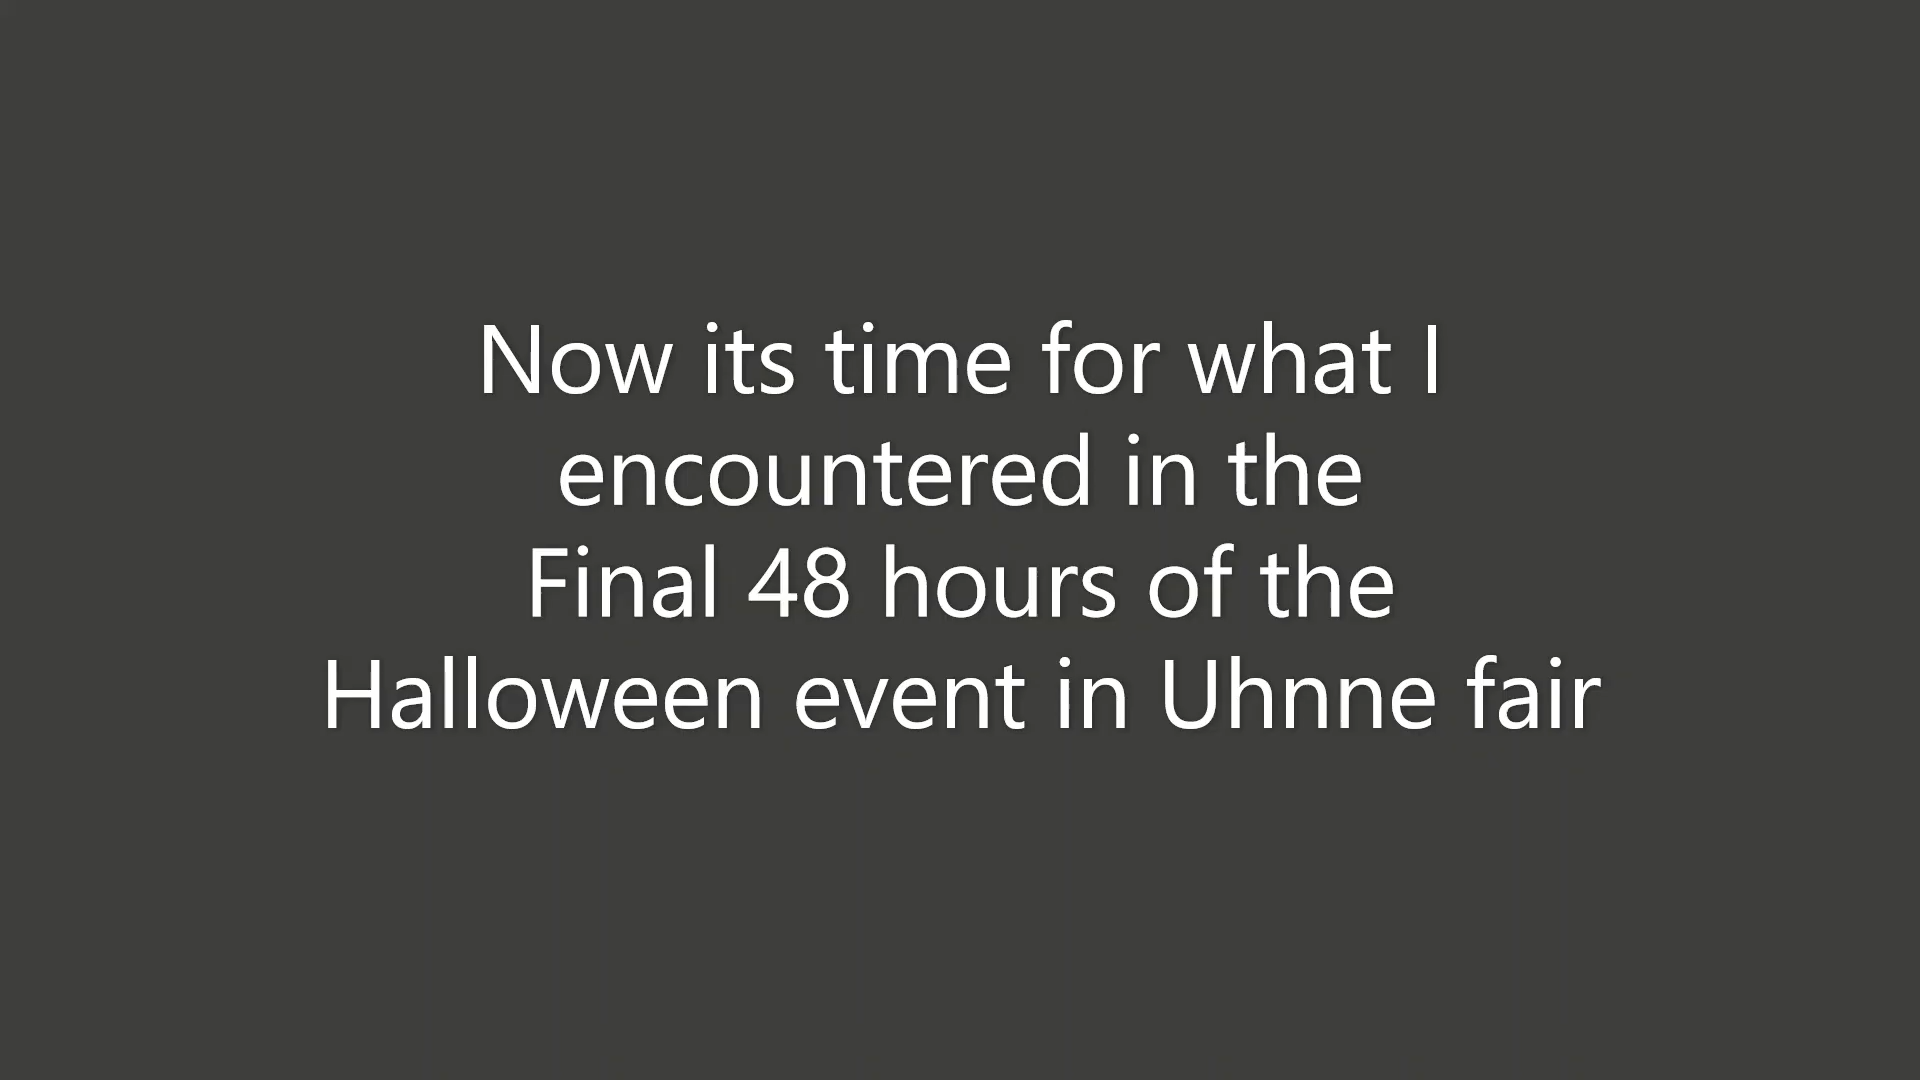 Now its time for what I
encountered in the
Final 48 hours of the
Halloween event in Uhnne fair